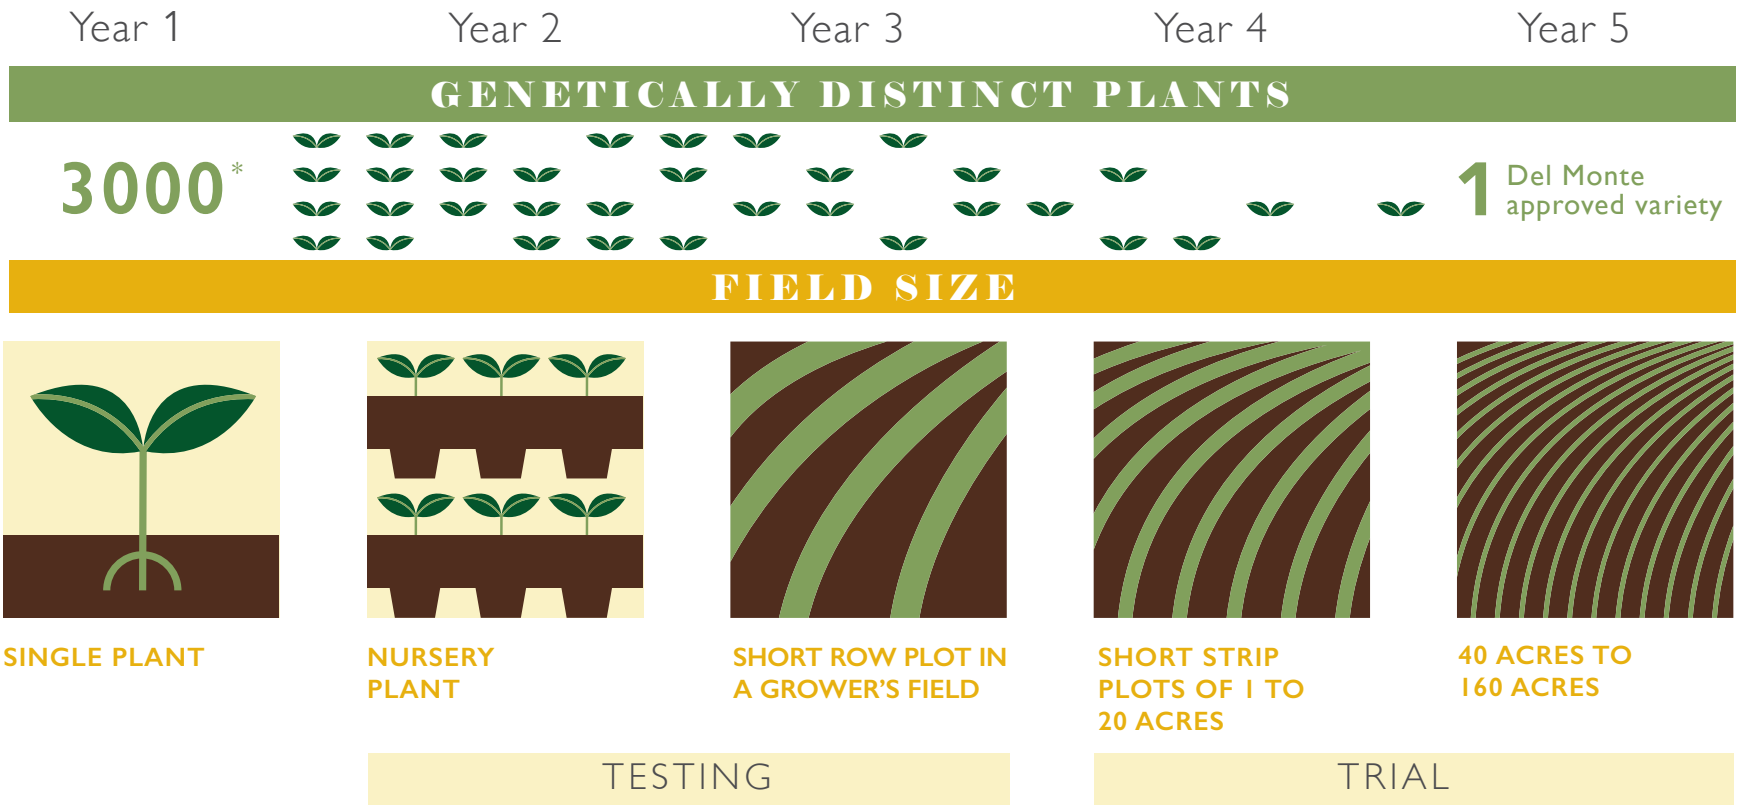 Year 1
Year 2
Year 3
Year 4
Year 5
GENETICALLY DISTINCT PLANTS
3000*
1 Del Monte
approved variety
FIELD SIZE
SINGLE PLANT
NURSERY
PLANT
SHORT ROW PLOT IN
A GROWER'S FIELD
SHORT STRIP
PLOTS OF 1 TO
20 ACRES
40 ACRES TO
160 ACRES
TESTING
TRIAL